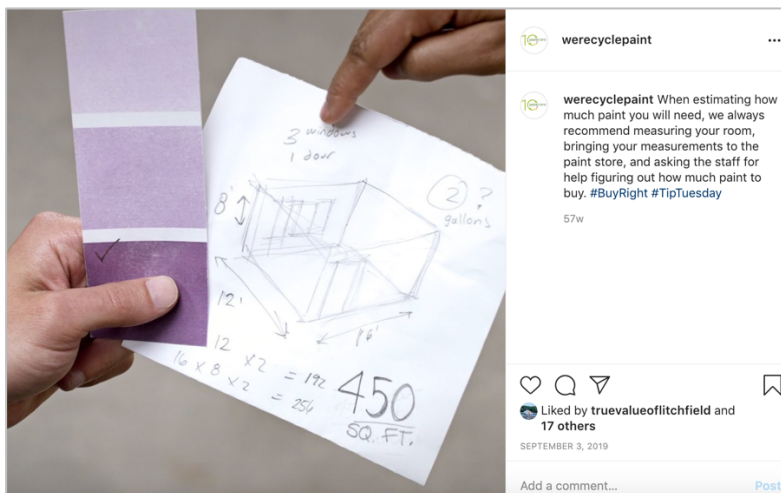 werecyclepaint
werecyclepaint When estimating how
much paint you will need, we always
recommend measuring your room,
bringing your measurements to the
paint store, and asking the staff for
help figuring out how much paint to
buy. #BuyRight #TipTuesday
57w
Liked by truevalueoflitchfield and
17 others
SEPTEMBER 3, 2019
Add a comment...
Post
3 windows
1 door
2 ?
gallons
8'
12'
16'
12 x 2 = 192
16 x 8 x 2 = 256
450
SQ. FT.